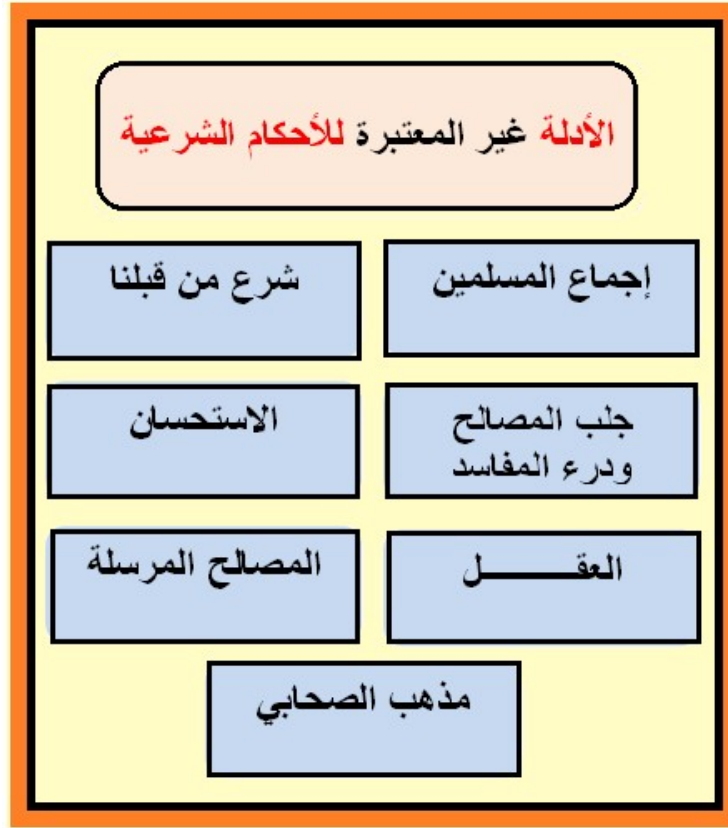 الأدلة غير المعتبرة للأحكام الشرعية
إجماع المسلمين
شرع من قبلنا
جلب المصالح
ودرء المفاسد
الاستحسان
العقــــــــل
المصالح المرسلة
مذهب الصحابي